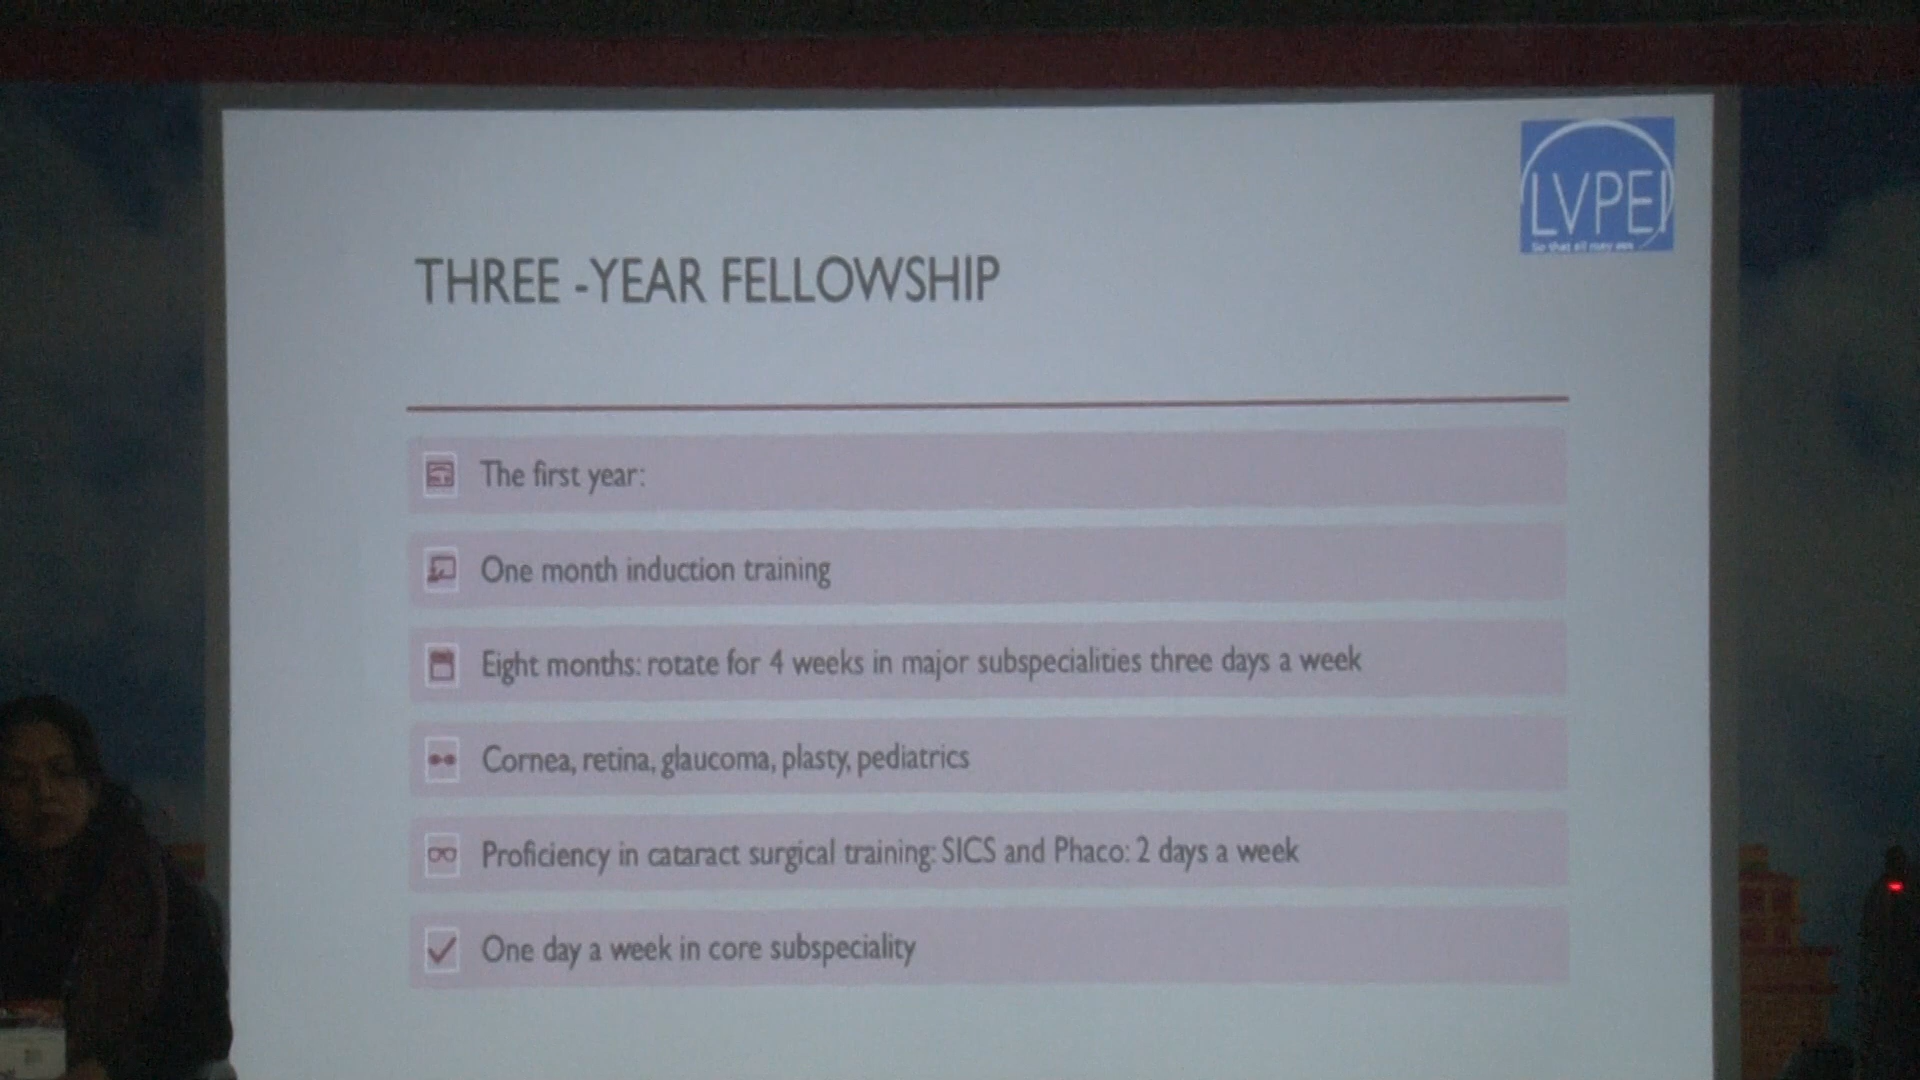 LVPEI
So that all may see
THREE -YEAR FELLOWSHIP
The first year:
One month induction training
Eight months: rotate for 4 weeks in major subspecialities three days a week
Cornea, retina, glaucoma, plasty, pediatrics
Proficiency in cataract surgical training: SICS and Phaco: 2 days a week
One day a week in core subspeciality